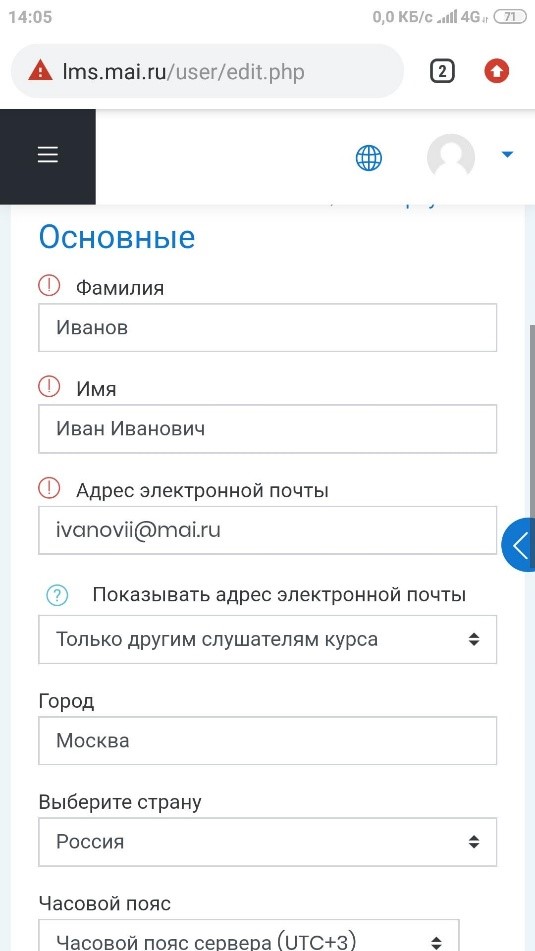 14:05
0,0 КБ/с 4G 71
lms.mai.ru/user/edit.php
2
Основные
Фамилия
Иванов
Имя
Иван Иванович
Адрес электронной почты
ivanovii@mai.ru
Показывать адрес электронной почты
Только другим слушателям курса
Город
Москва
Выберите страну
Россия
Часовой пояс
Часовой пояс сервера (UTC+3)